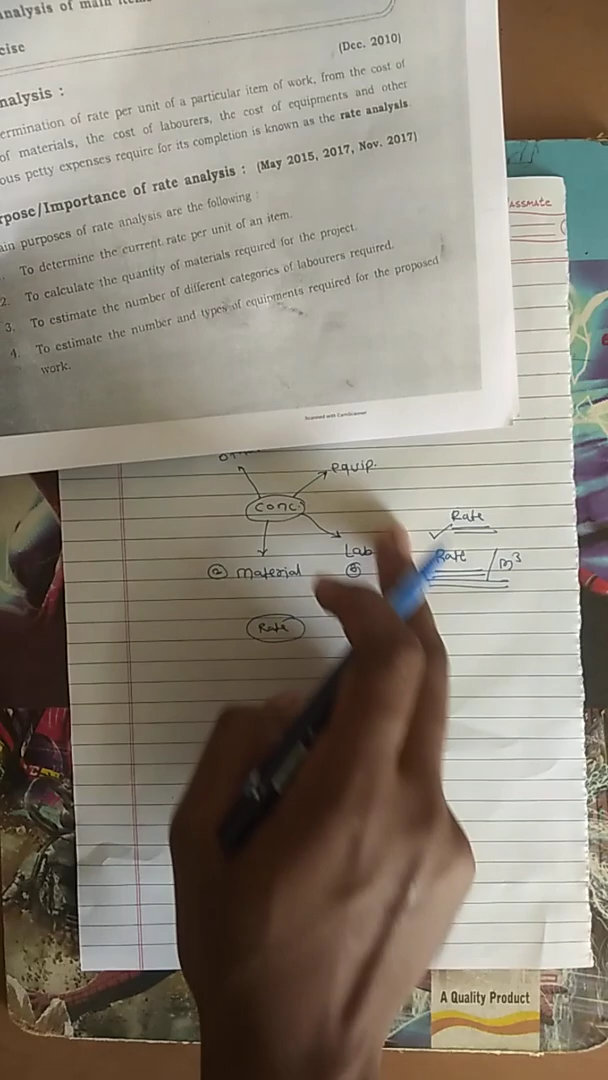 nalysis of main
cise
(Dec. 2010)
nalysis :
ermination of rate per unit of a particular item of work, from the cost of
of materials, the cost of labourers, the cost of equipments and other
ous petty expenses require for its completion is known as the rate analysis
rpose/Importance of rate analysis : (May 2015, 2017, Nov. 2017)
ain purposes of rate analysis are the following :
To determine the current rate per unit of an item.
2. To calculate the quantity of materials required for the project.
3. To estimate the number of different categories of labourers required.
4. To estimate the number and types of equipments required for the proposed
work.
Scanned with CamScanner
assmate
equip.
conc.
Rate
Lab
Rate / m³
② Material
Rate
A Quality Product